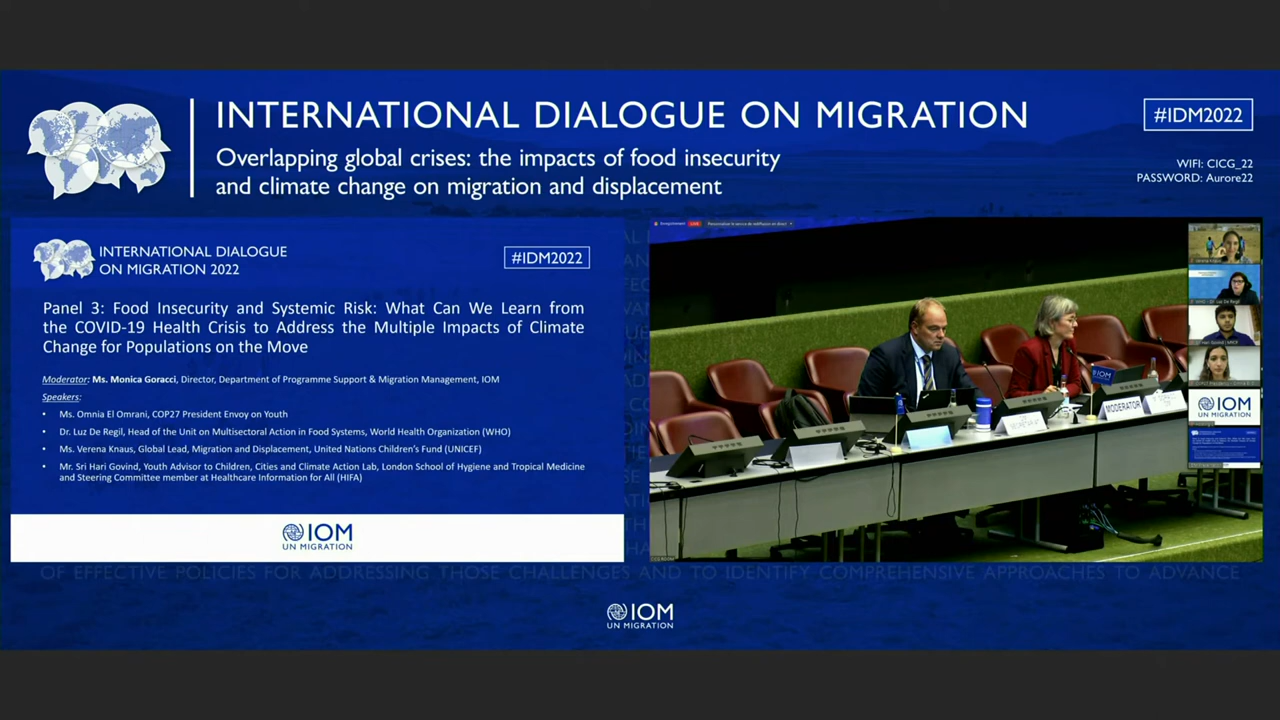 INTERNATIONAL DIALOGUE ON MIGRATION
Overlapping global crises: the impacts of food insecurity
and climate change on migration and displacement
#IDM2022
WIFI: CICG_22
PASSWORD: Aurore22
INTERNATIONAL DIALOGUE
ON MIGRATION 2022
#IDM2022
Panel 3: Food Insecurity and Systemic Risk: What Can We Learn from
the COVID-19 Health Crisis to Address the Multiple Impacts of Climate
Change for Populations on the Move
Moderator: Ms. Monica Goracci, Director, Department of Programme Support & Migration Management, IOM
Speakers:
• Ms. Omnia El Omrani, COP27 President Envoy on Youth
• Dr. Luz De Regil, Head of the Unit on Multisectoral Action in Food Systems, World Health Organization (WHO)
• Ms. Verena Knaus, Global Lead, Migration and Displacement, United Nations Children's Fund (UNICEF)
• Mr. Sri Hari Govind, Youth Advisor to Children, Cities and Climate Action Lab, London School of Hygiene and Tropical Medicine
and Steering Committee member at Healthcare Information for All (HIFA)
IOM
UN MIGRATION
LIVE
IOM
MODERATOR
IOM
UN MIGRATION
OF EFFECTIVE POLICIES FOR ADDRESSING THOSE CHALLENGES AND TO IDENTIFY COMPREHENSIVE APPROACHES TO ADVANCE
IOM
UN MIGRATION